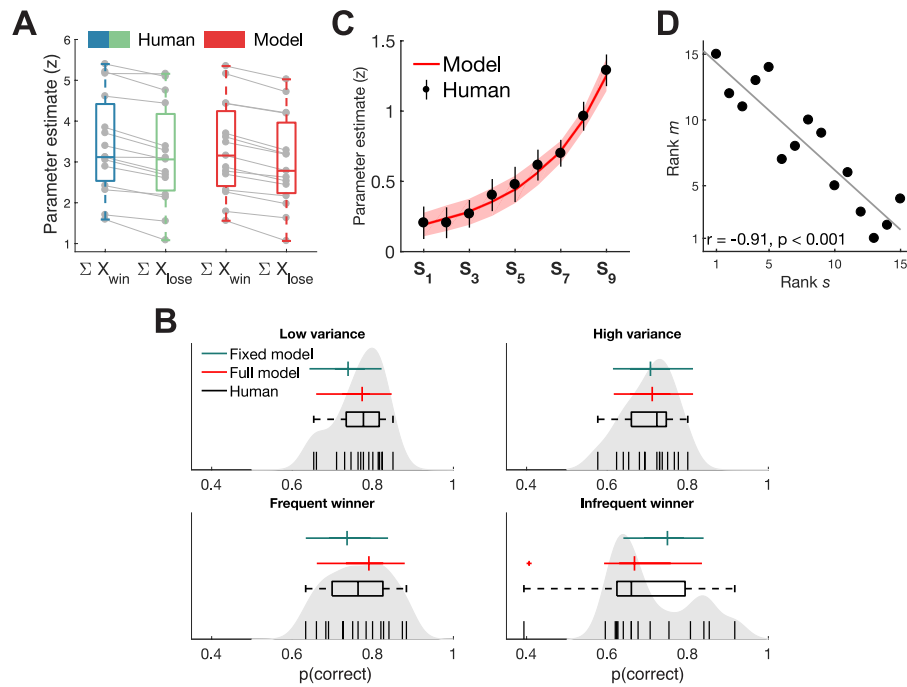 A
Human
Model
Parameter estimate (z)
6
5
4
3
2
1
Σ X win
Σ X lose
Σ X win
Σ X lose
C
Parameter estimate (z)
1.5
1
0.5
0
Model
Human
S1
S3
S5
S7
S9
D
Rank m
15
10
5
1
r = -0.91, p < 0.001
1
5
10
15
Rank s
B
Low variance
Fixed model
Full model
Human
0.4
0.6
0.8
1
High variance
0.4
0.6
0.8
1
Frequent winner
0.4
0.6
0.8
1
p(correct)
Infrequent winner
0.4
0.6
0.8
1
p(correct)